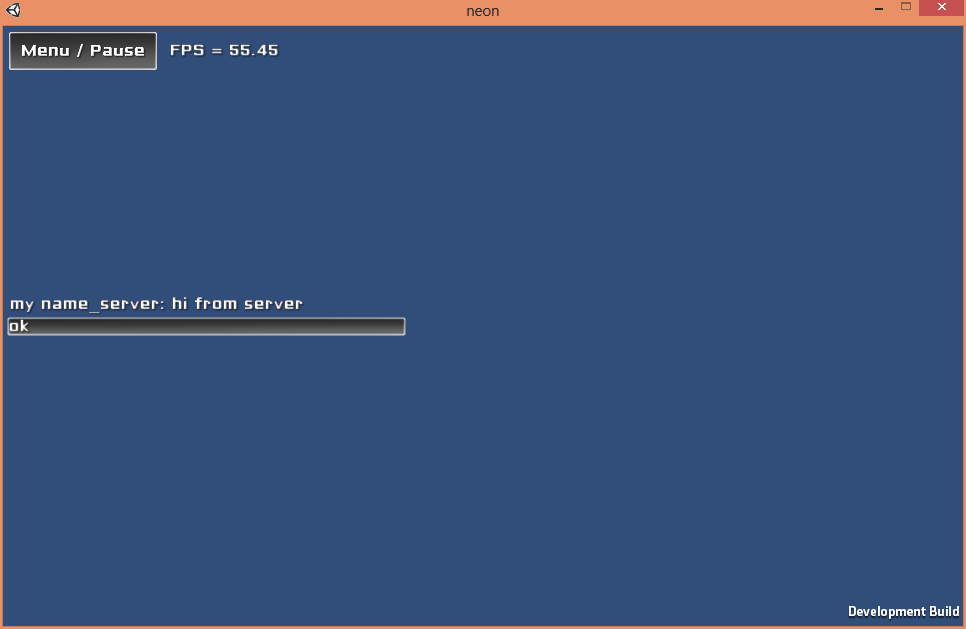 neon
Menu / Pause FPS = 55.45
my name_server: hi from server
ok
Development Build